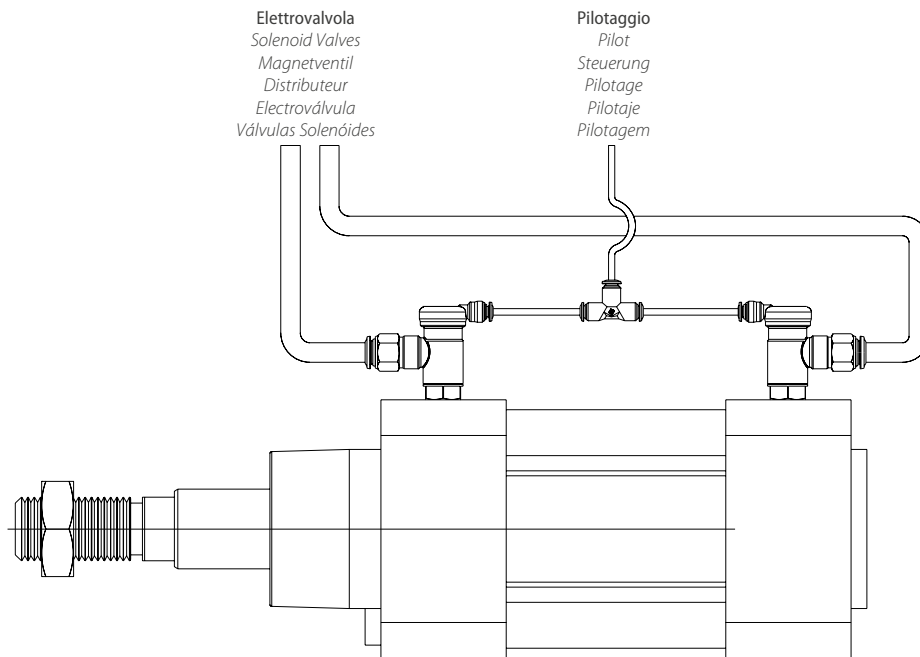 Elettrovalvola
Solenoid Valves
Magnetventil
Distributeur
Electroválvula
Válvulas Solenóides
Pilotaggio
Pilot
Steuerung
Pilotage
Pilotaje
Pilotagem